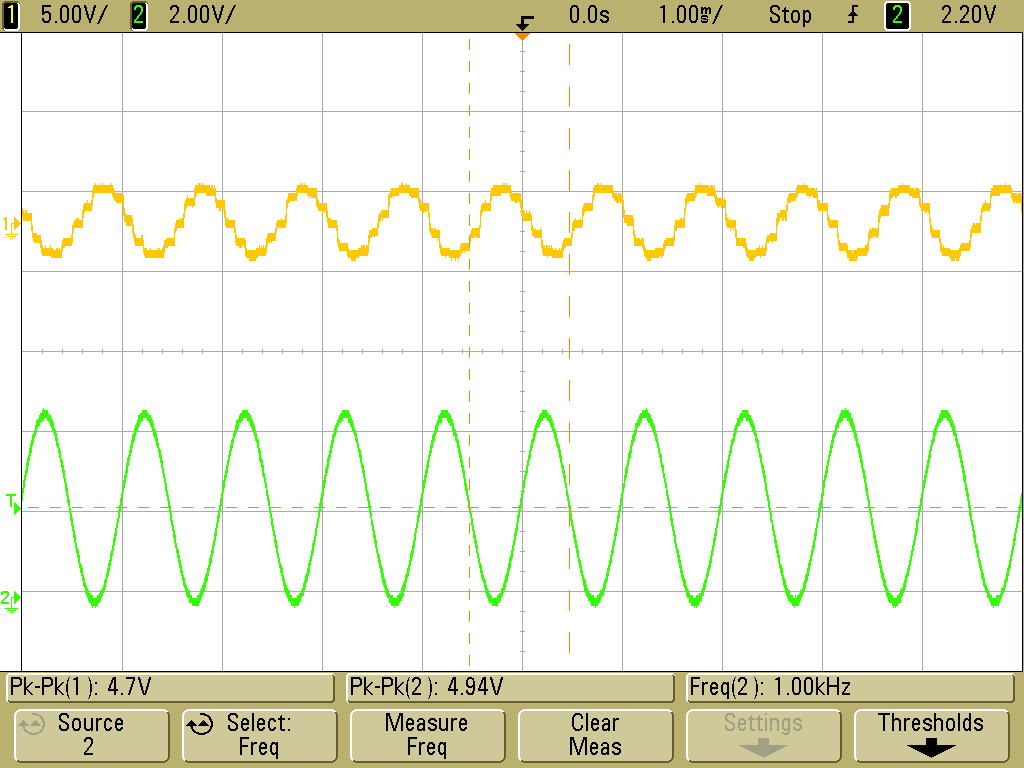 1 5.00V/ 2 2.00V/ 0.0s 1.00ms/ Stop 2 2.20V
1
T
2
Pk-Pk(1): 4.7V Pk-Pk(2): 4.94V Freq(2): 1.00kHz
Source Select: Measure Clear Settings Thresholds
2 Freq Freq Meas